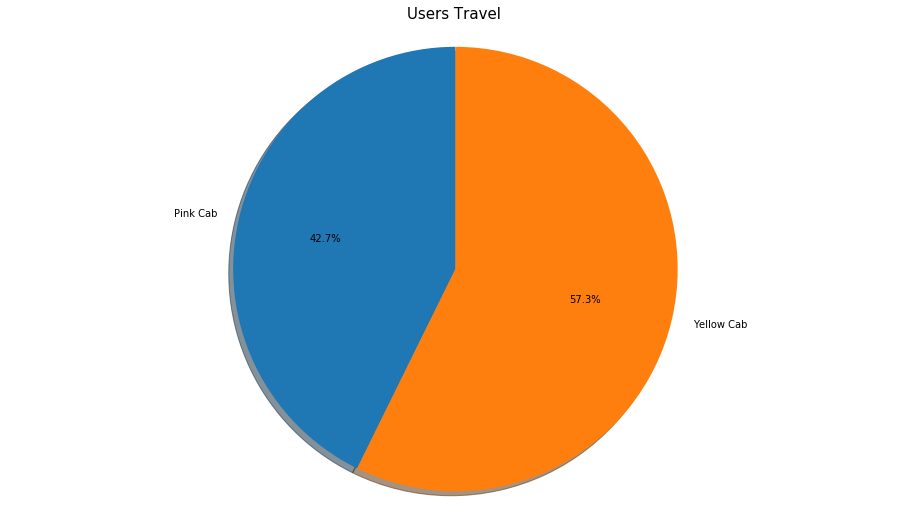 Users Travel
Pink Cab
42.7%
57.3%
Yellow Cab